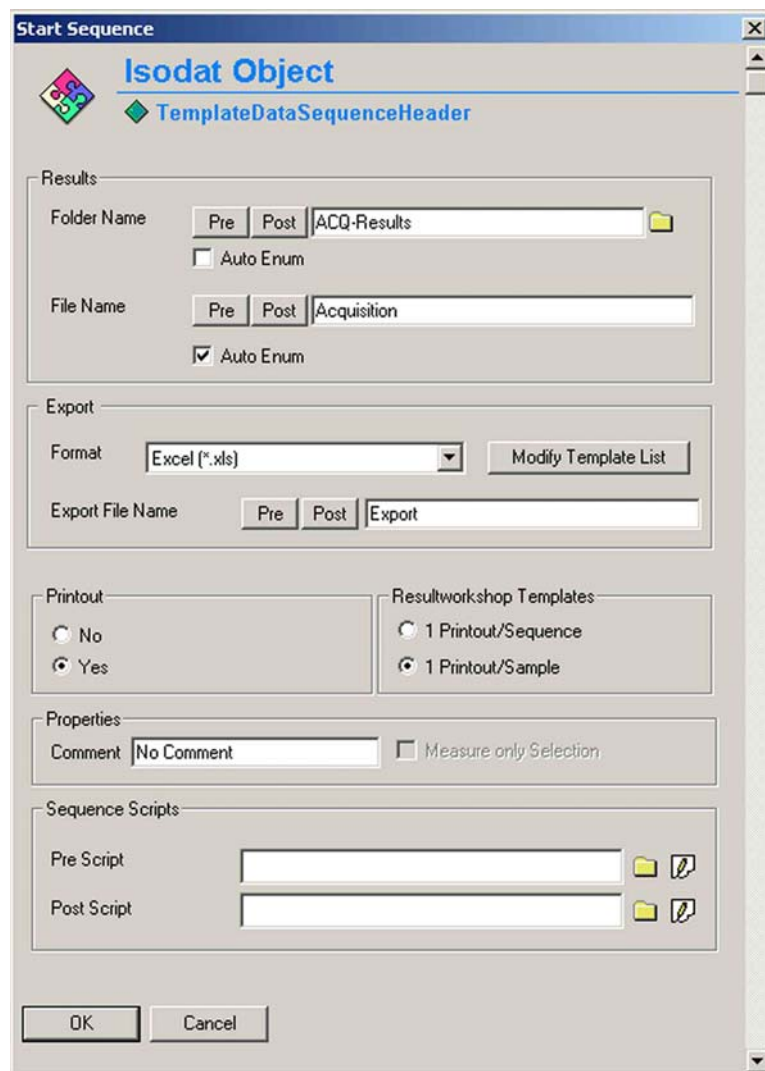 Start Sequence
Isodat Object
TemplateDataSequenceHeader
Results
Folder Name Pre Post ACQ-Results
Auto Enum
File Name Pre Post Acquisition
Auto Enum
Export
Format Excel (*.xls) Modify Template List
Export File Name Pre Post Export
Printout
No
Yes
Resultworkshop Templates
1 Printout/Sequence
1 Printout/Sample
Properties
Comment No Comment Measure only Selection
Sequence Scripts
Pre Script
Post Script
OK Cancel